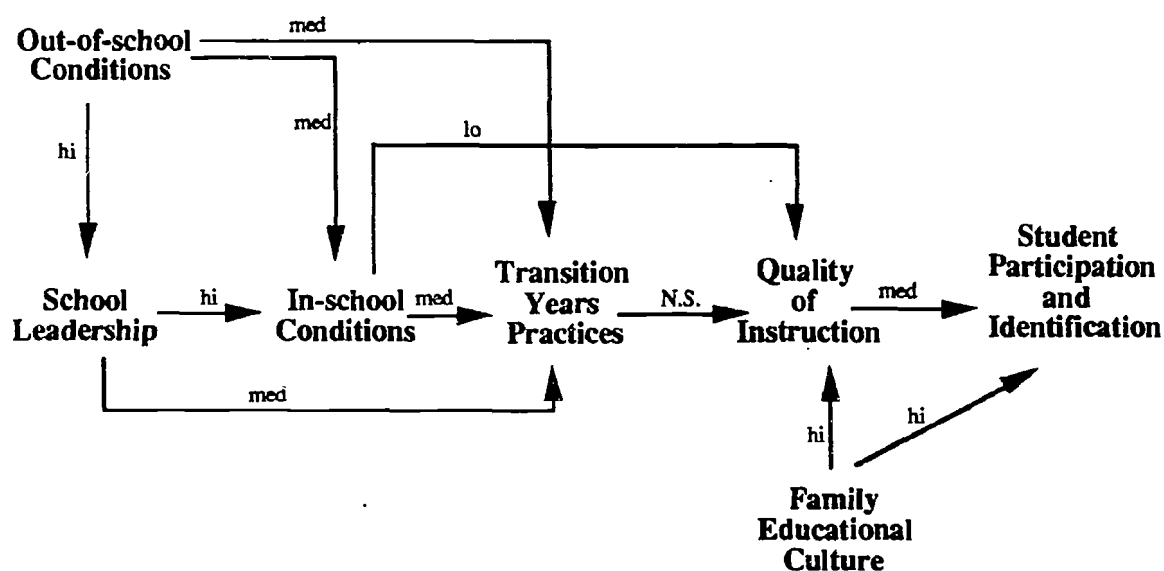 med
Out-of-school
Conditions
med
lo
hi
Student
Participation
and
Identification
Transition
Years
Practices
Quality
of
Instruction
School
Leadership
hi
In-school
Conditions
med
N.S.
med
med
hi
hi
Family
Educational
Culture